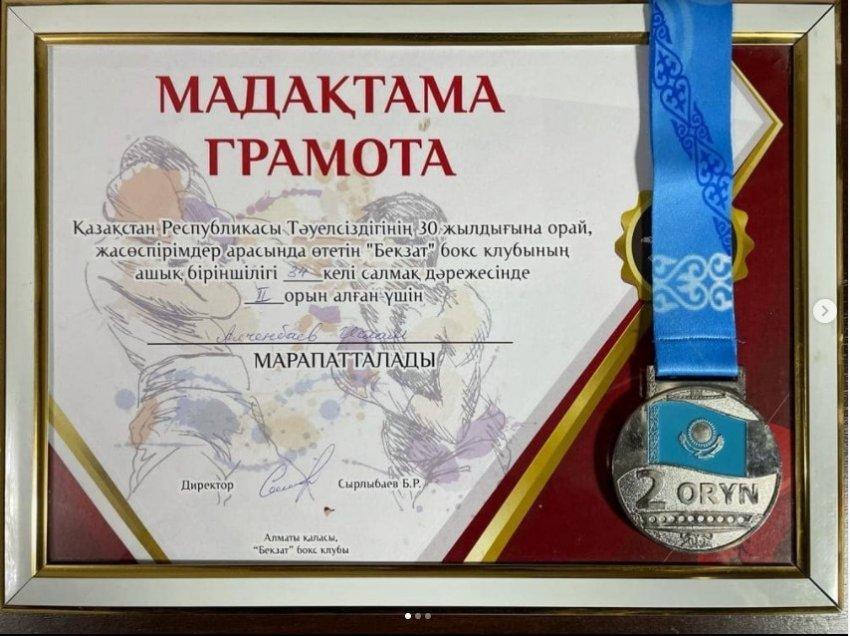 МАДАҚТАМА
ГРАМОТА
Қазақстан Республикасы Тәуелсіздігінің 30 жылдығына орай,
жасөспірімдер арасында өтетін "Бекзат" бокс клубының
ашық біріншілігі 34 келі салмақ дәрежесінде
II орын алған үшін
МАРАПАТТАЛАДЫ
Директор Сырлыбаев Б.Р.
Алматы қаласы,
"Бекзат" бокс клубы
2 ORYN